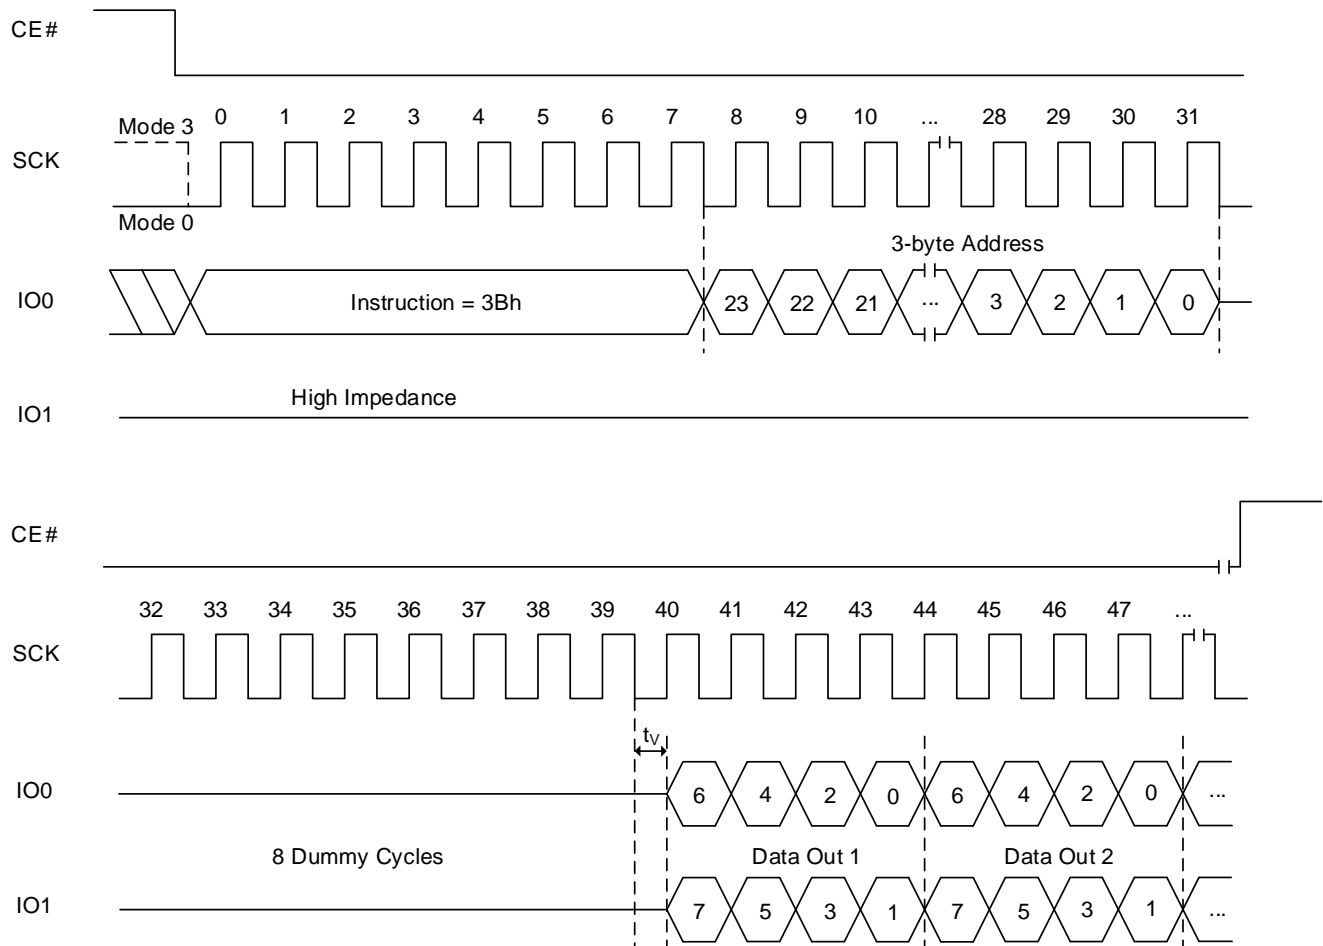 CE#
Mode 3 0 1 2 3 4 5 6 7 8 9 10 ... 28 29 30 31
SCK
Mode 0
3-byte Address
IO0 Instruction = 3Bh 23 22 21 ... 3 2 1 0
High Impedance
IO1
CE#
32 33 34 35 36 37 38 39 40 41 42 43 44 45 46 47 ...
SCK
tV
IO0 6 4 2 0 6 4 2 0 ...
8 Dummy Cycles Data Out 1 Data Out 2
IO1 7 5 3 1 7 5 3 1 ...